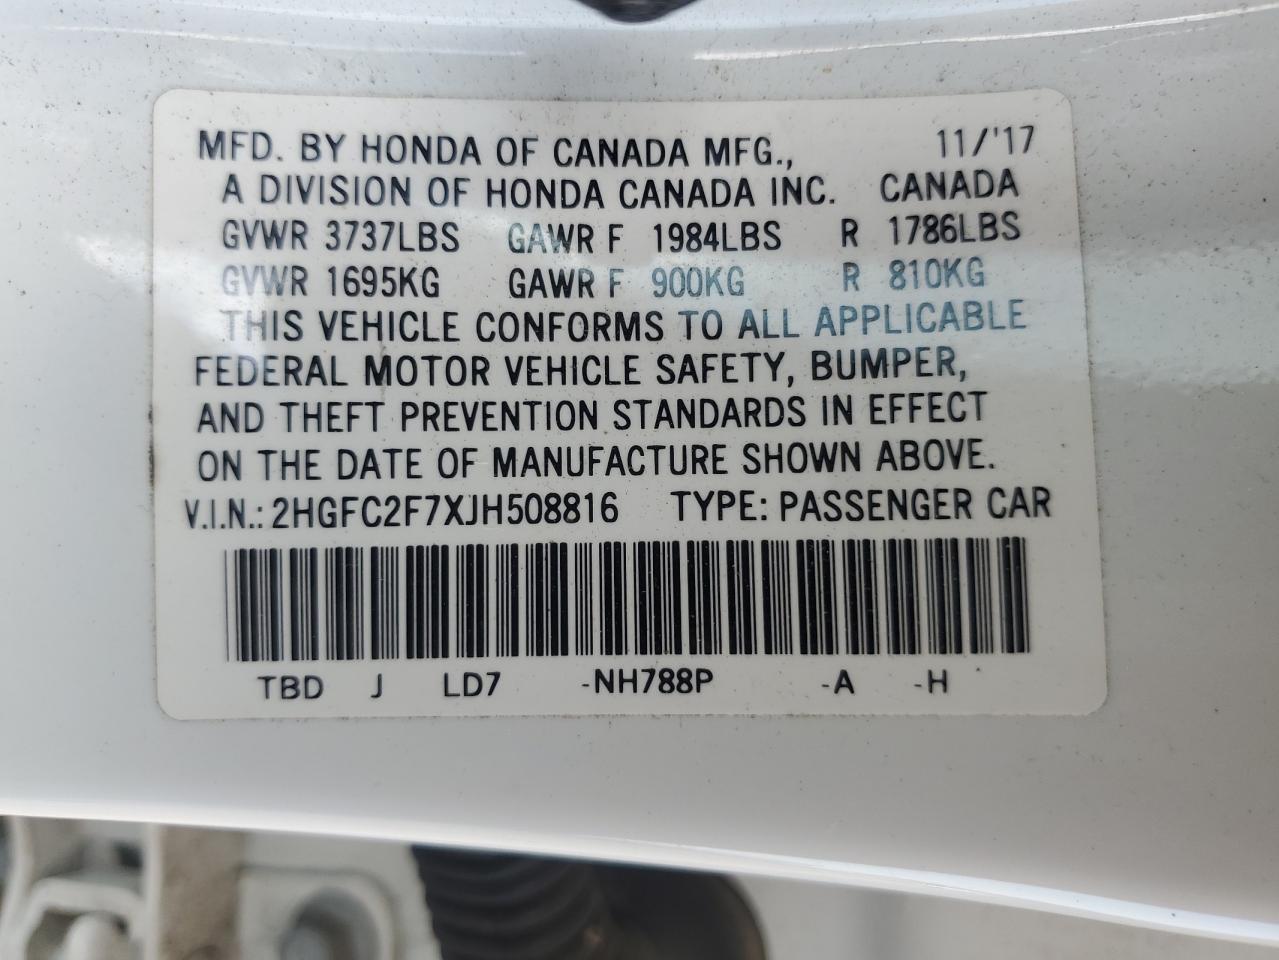 MFD. BY HONDA OF CANADA MFG., 11/'17
A DIVISION OF HONDA CANADA INC. CANADA
GVWR 3737LBS GAWR F 1984LBS R 1786LBS
GVWR 1695KG GAWR F 900KG R 810KG
THIS VEHICLE CONFORMS TO ALL APPLICABLE
FEDERAL MOTOR VEHICLE SAFETY, BUMPER,
AND THEFT PREVENTION STANDARDS IN EFFECT
ON THE DATE OF MANUFACTURE SHOWN ABOVE.
V.I.N.: 2HGFC2F7XJH508816 TYPE: PASSENGER CAR
TBD J LD7 -NH788P -A -H